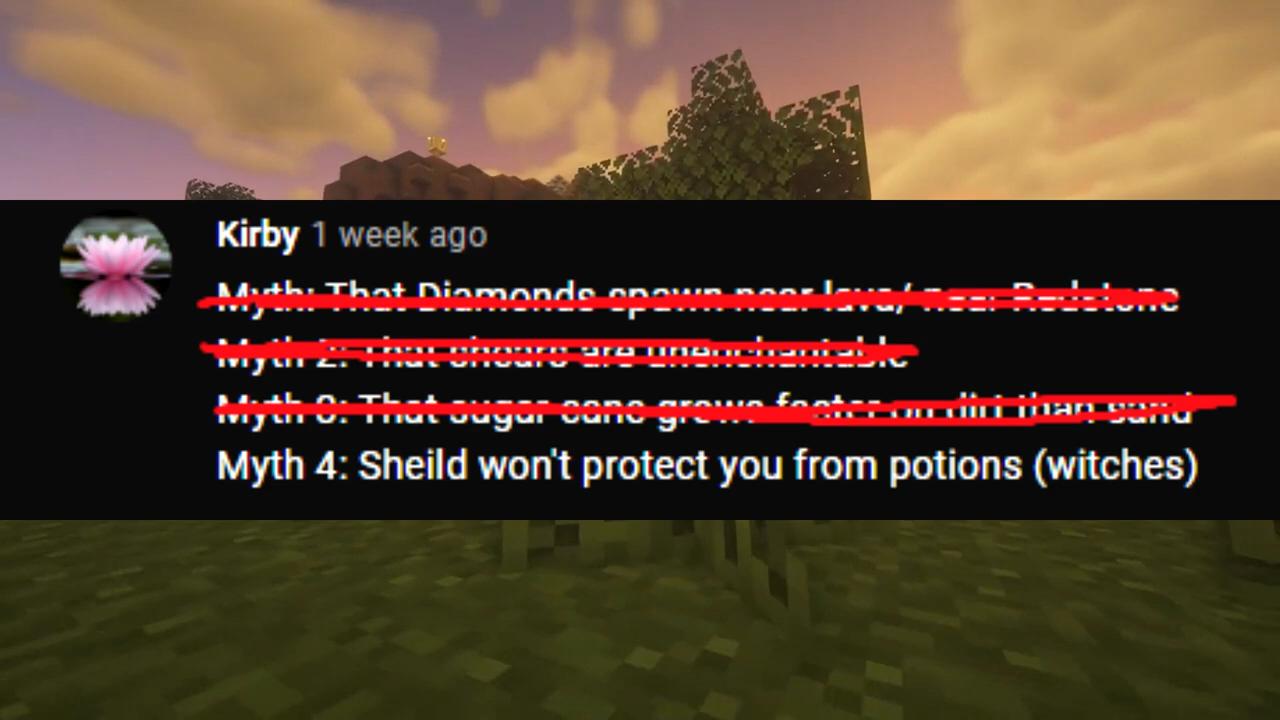 Kirby 1 week ago
Myth: That Diamonds spawn near lava/ near Redstone
Myth 2: That shears are unenchantable
Myth 3: That sugar cane grows faster on dirt than sand
Myth 4: Sheild won't protect you from potions (witches)